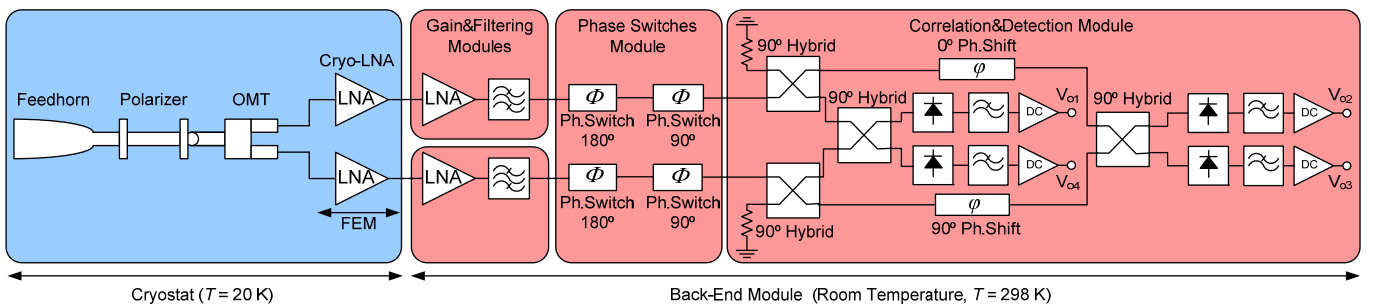 Gain&Filtering
Modules
Phase Switches
Module
Correlation&Detection Module
Cryo-LNA
Feedhorn
Polarizer
OMT
LNA
LNA
LNA
LNA
FEM
Φ
Ph.Switch
180º
Φ
Ph.Switch
90º
Φ
Ph.Switch
180º
Φ
Ph.Switch
90º
90º Hybrid
0º Ph.Shift
φ
90º Hybrid
DC
Vo1
DC
Vo4
90º Hybrid
φ
90º Ph.Shift
90º Hybrid
DC
Vo2
DC
Vo3
Cryostat (T = 20 K)
Back-End Module (Room Temperature, T = 298 K)